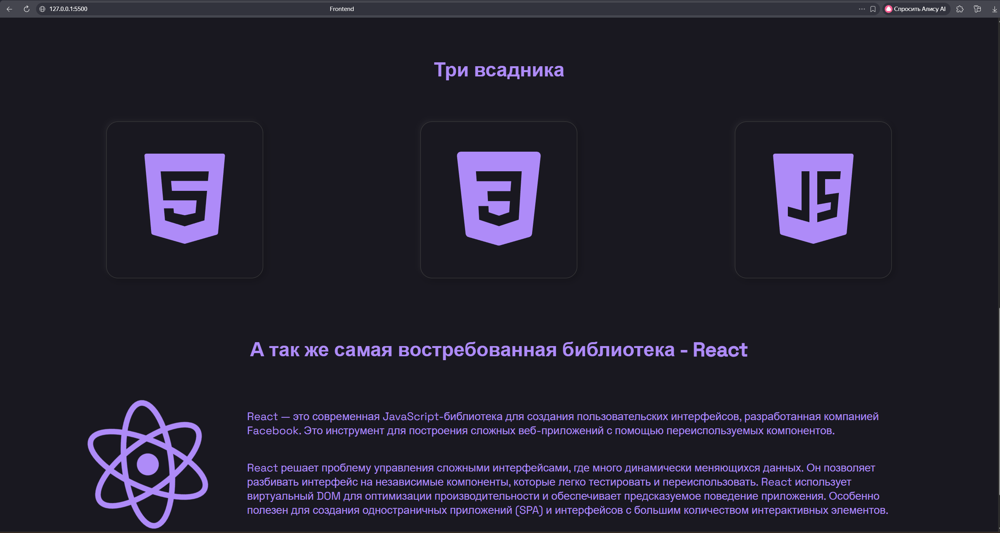 127.0.0.1:5500
Frontend
Спросить Алису AI
Три всадника
5
3
JS
А так же самая востребованная библиотека - React
React — это современная JavaScript-библиотека для создания пользовательских интерфейсов, разработанная компанией
Facebook. Это инструмент для построения сложных веб-приложений с помощью переиспользуемых компонентов.
React решает проблему управления сложными интерфейсами, где много динамически меняющихся данных. Он позволяет
разбивать интерфейс на независимые компоненты, которые легко тестировать и переиспользовать. React использует
виртуальный DOM для оптимизации производительности и обеспечивает предсказуемое поведение приложения. Особенно
полезен для создания одностраничных приложений (SPA) и интерфейсов с большим количеством интерактивных элементов.